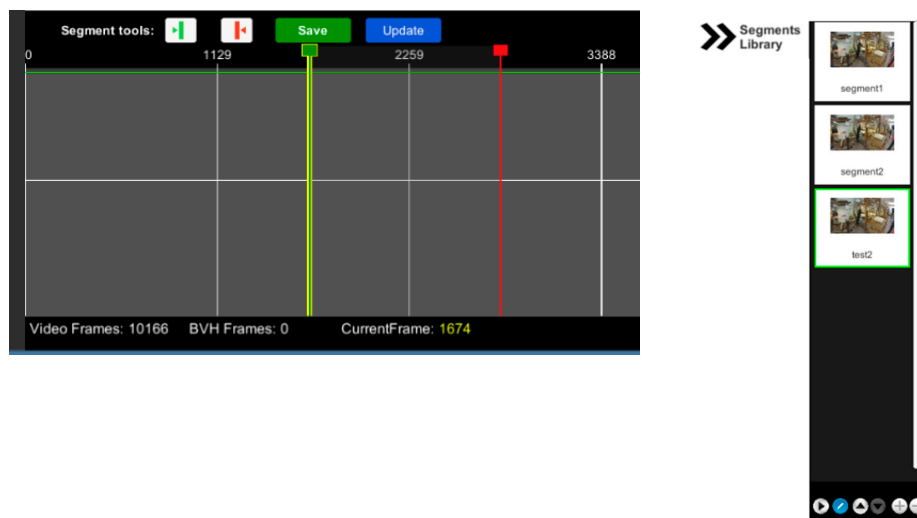 Segment tools: Save Update
0 1129 2259 3388
Video Frames: 10166 BVH Frames: 0 CurrentFrame: 1674
Segments
Library
segment1
segment2
test2